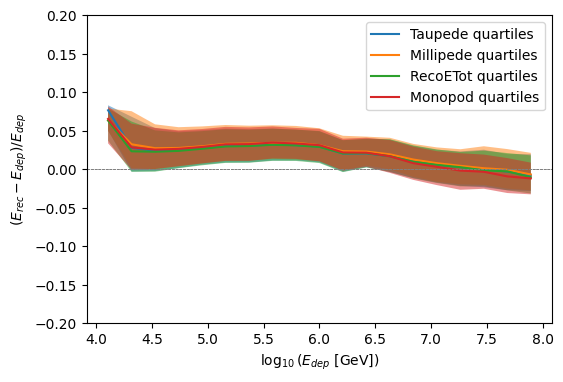 0.20
0.15
0.10
0.05
0.00
−0.05
−0.10
−0.15
−0.20
(E_rec − E_dep)/E_dep
Taupede quartiles
Millipede quartiles
RecoETot quartiles
Monopod quartiles
4.0 4.5 5.0 5.5 6.0 6.5 7.0 7.5 8.0
log₁₀ (E_dep [GeV])